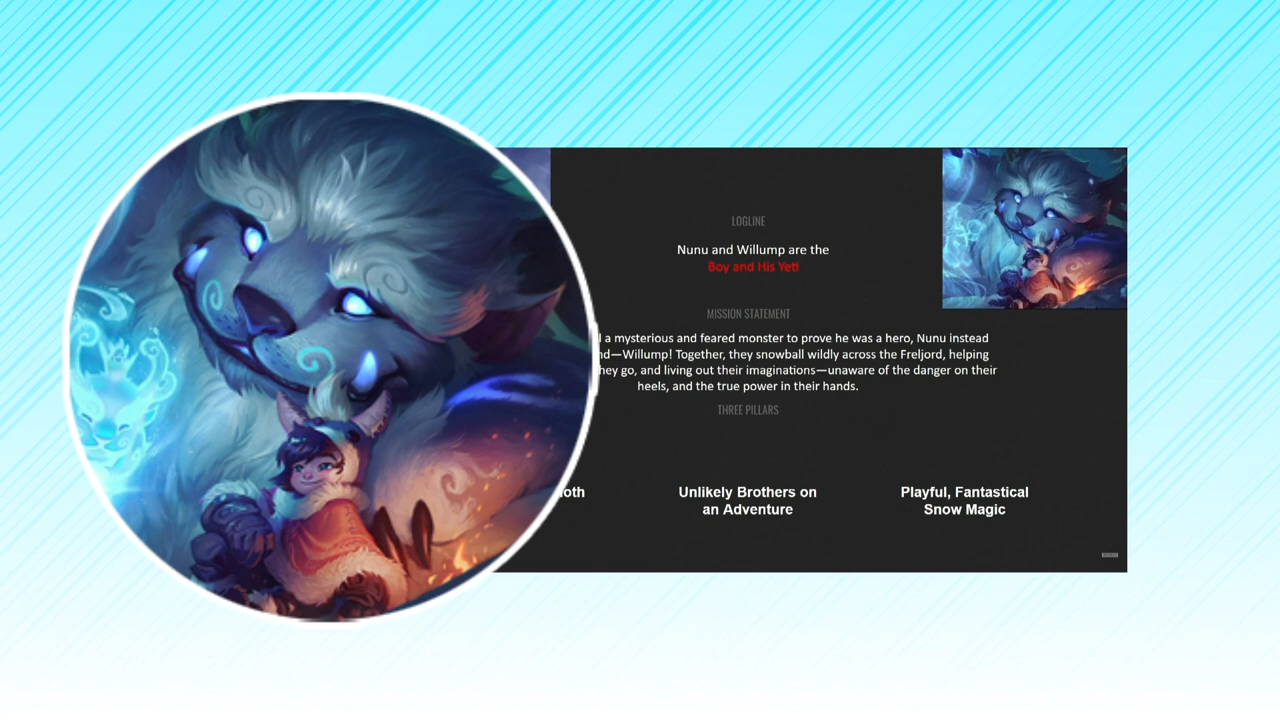 LOGLINE
Nunu and Willump are the
Boy and His Yeti
MISSION STATEMENT
a mysterious and feared monster to prove he was a hero, Nunu instead
—Willump! Together, they snowball wildly across the Freljord, helping
they go, and living out their imaginations—unaware of the danger on their
heels, and the true power in their hands.
THREE PILLARS
Unlikely Brothers on
an Adventure
Playful, Fantastical
Snow Magic